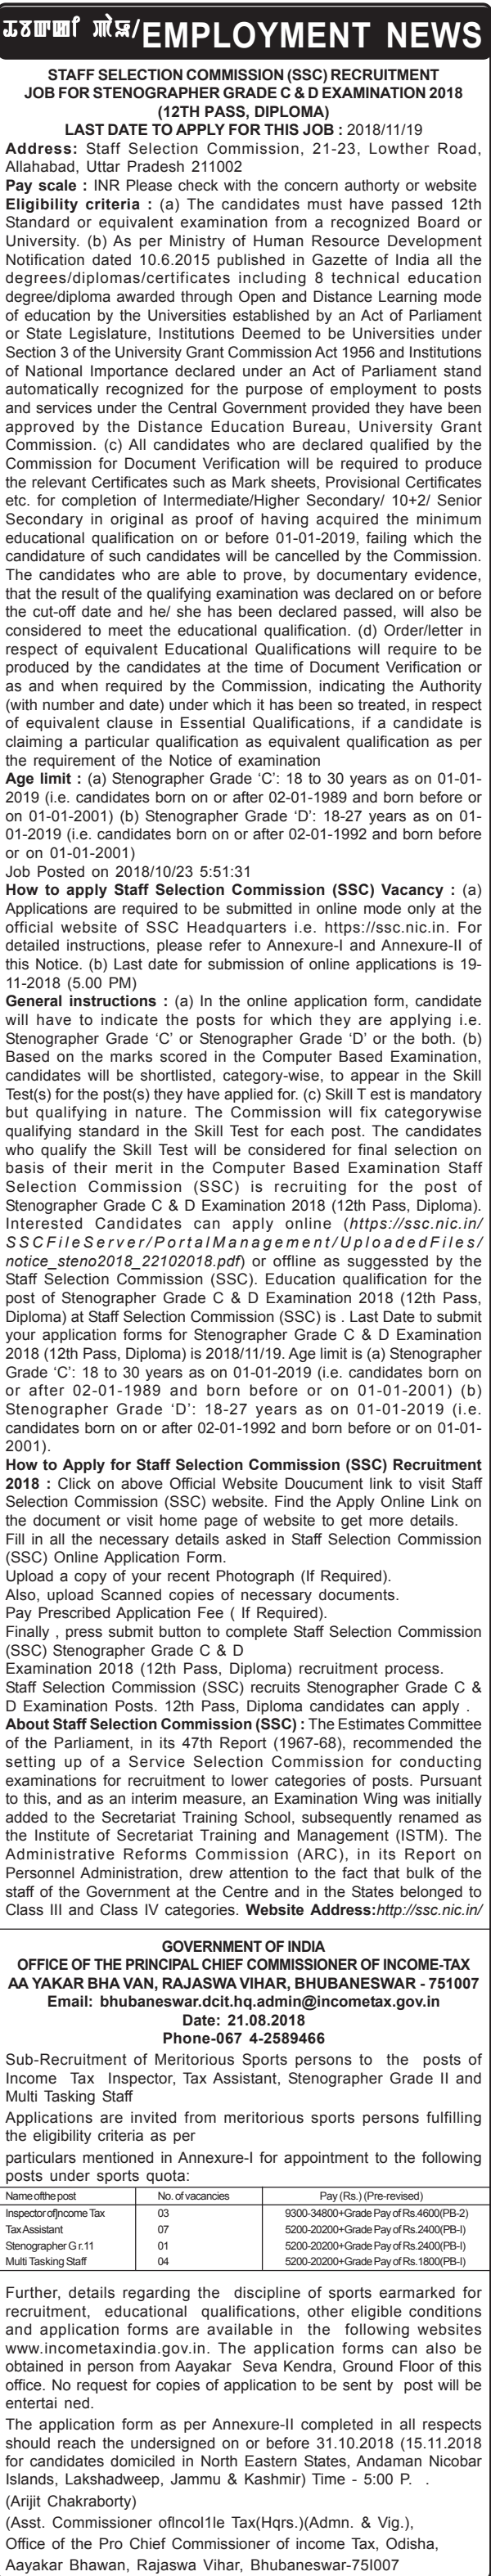 ꯊꯕꯛꯀꯤ ꯄꯥꯎ/EMPLOYMENT NEWS
STAFF SELECTION COMMISSION (SSC) RECRUITMENT
JOB FOR STENOGRAPHER GRADE C & D EXAMINATION 2018
(12TH PASS, DIPLOMA)
LAST DATE TO APPLY FOR THIS JOB : 2018/11/19
Address: Staff Selection Commission, 21-23, Lowther Road,
Allahabad, Uttar Pradesh 211002
Pay scale : INR Please check with the concern authorty or website
Eligibility criteria : (a) The candidates must have passed 12th
Standard or equivalent examination from a recognized Board or
University. (b) As per Ministry of Human Resource Development
Notification dated 10.6.2015 published in Gazette of India all the
degrees/diplomas/certificates including 8 technical education
degree/diploma awarded through Open and Distance Learning mode
of education by the Universities established by an Act of Parliament
or State Legislature, Institutions Deemed to be Universities under
Section 3 of the University Grant Commission Act 1956 and Institutions
of National Importance declared under an Act of Parliament stand
automatically recognized for the purpose of employment to posts
and services under the Central Government provided they have been
approved by the Distance Education Bureau, University Grant
Commission. (c) All candidates who are declared qualified by the
Commission for Document Verification will be required to produce
the relevant Certificates such as Mark sheets, Provisional Certificates
etc. for completion of Intermediate/Higher Secondary/ 10+2/ Senior
Secondary in original as proof of having acquired the minimum
educational qualification on or before 01-01-2019, failing which the
candidature of such candidates will be cancelled by the Commission.
The candidates who are able to prove, by documentary evidence,
that the result of the qualifying examination was declared on or before
the cut-off date and he/ she has been declared passed, will also be
considered to meet the educational qualification. (d) Order/letter in
respect of equivalent Educational Qualifications will require to be
produced by the candidates at the time of Document Verification or
as and when required by the Commission, indicating the Authority
(with number and date) under which it has been so treated, in respect
of equivalent clause in Essential Qualifications, if a candidate is
claiming a particular qualification as equivalent qualification as per
the requirement of the Notice of examination
Age limit : (a) Stenographer Grade ‘C’: 18 to 30 years as on 01-01-
2019 (i.e. candidates born on or after 02-01-1989 and born before or
on 01-01-2001) (b) Stenographer Grade ‘D’: 18-27 years as on 01-
01-2019 (i.e. candidates born on or after 02-01-1992 and born before
or on 01-01-2001)
Job Posted on 2018/10/23 5:51:31
How to apply Staff Selection Commission (SSC) Vacancy : (a)
Applications are required to be submitted in online mode only at the
official website of SSC Headquarters i.e. https://ssc.nic.in. For
detailed instructions, please refer to Annexure-I and Annexure-II of
this Notice. (b) Last date for submission of online applications is 19-
11-2018 (5.00 PM)
General instructions : (a) In the online application form, candidate
will have to indicate the posts for which they are applying i.e.
Stenographer Grade ‘C’ or Stenographer Grade ‘D’ or the both. (b)
Based on the marks scored in the Computer Based Examination,
candidates will be shortlisted, category-wise, to appear in the Skill
Test(s) for the post(s) they have applied for. (c) Skill T est is mandatory
but qualifying in nature. The Commission will fix categorywise
qualifying standard in the Skill Test for each post. The candidates
who qualify the Skill Test will be considered for final selection on
basis of their merit in the Computer Based Examination Staff
Selection Commission (SSC) is recruiting for the post of
Stenographer Grade C & D Examination 2018 (12th Pass, Diploma).
Interested Candidates can apply online (https://ssc.nic.in/
SSCFileServer/PortalManagement/UploadedFiles/
notice_steno2018_22102018.pdf) or offline as suggessted by the
Staff Selection Commission (SSC). Education qualification for the
post of Stenographer Grade C & D Examination 2018 (12th Pass,
Diploma) at Staff Selection Commission (SSC) is . Last Date to submit
your application forms for Stenographer Grade C & D Examination
2018 (12th Pass, Diploma) is 2018/11/19. Age limit is (a) Stenographer
Grade ‘C’: 18 to 30 years as on 01-01-2019 (i.e. candidates born on
or after 02-01-1989 and born before or on 01-01-2001) (b)
Stenographer Grade ‘D’: 18-27 years as on 01-01-2019 (i.e.
candidates born on or after 02-01-1992 and born before or on 01-01-
2001).
How to Apply for Staff Selection Commission (SSC) Recruitment
2018 : Click on above Official Website Doucument link to visit Staff
Selection Commission (SSC) website. Find the Apply Online Link on
the document or visit home page of website to get more details.
Fill in all the necessary details asked in Staff Selection Commission
(SSC) Online Application Form.
Upload a copy of your recent Photograph (If Required).
Also, upload Scanned copies of necessary documents.
Pay Prescribed Application Fee ( If Required).
Finally , press submit button to complete Staff Selection Commission
(SSC) Stenographer Grade C & D
Examination 2018 (12th Pass, Diploma) recruitment process.
Staff Selection Commission (SSC) recruits Stenographer Grade C &
D Examination Posts. 12th Pass, Diploma candidates can apply .
About Staff Selection Commission (SSC) : The Estimates Committee
of the Parliament, in its 47th Report (1967-68), recommended the
setting up of a Service Selection Commission for conducting
examinations for recruitment to lower categories of posts. Pursuant
to this, and as an interim measure, an Examination Wing was initially
added to the Secretariat Training School, subsequently renamed as
the Institute of Secretariat Training and Management (ISTM). The
Administrative Reforms Commission (ARC), in its Report on
Personnel Administration, drew attention to the fact that bulk of the
staff of the Government at the Centre and in the States belonged to
Class III and Class IV categories. Website Address:http://ssc.nic.in/
GOVERNMENT OF INDIA
OFFICE OF THE PRINCIPAL CHIEF COMMISSIONER OF INCOME-TAX
AA YAKAR BHA VAN, RAJASWA VIHAR, BHUBANESWAR - 751007
Email: bhubaneswar.dcit.hq.admin@incometax.gov.in
Date: 21.08.2018
Phone-067 4-2589466
Sub-Recruitment of Meritorious Sports persons to the posts of
Income Tax Inspector, Tax Assistant, Stenographer Grade II and
Multi Tasking Staff
Applications are invited from meritorious sports persons fulfilling
the eligibility criteria as per
particulars mentioned in Annexure-I for appointment to the following
posts under sports quota:
Name ofthe post No. of vacancies Pay (Rs.) (Pre-revised)
Inspector of]ncome Tax 03 9300-34800+Grade Pay of Rs.4600(PB-2)
Tax Assistant 07 5200-20200+Grade Pay of Rs.2400(PB-I)
Stenographer G r.11 01 5200-20200+Grade Pay of Rs.2400(PB-I)
Multi Tasking Staff 04 5200-20200+Grade Pay of Rs.1800(PB-I)
Further, details regarding the discipline of sports earmarked for
recruitment, educational qualifications, other eligible conditions
and application forms are available in the following websites
www.incometaxindia.gov.in. The application forms can also be
obtained in person from Aayakar Seva Kendra, Ground Floor of this
office. No request for copies of application to be sent by post will be
entertai ned.
The application form as per Annexure-II completed in all respects
should reach the undersigned on or before 31.10.2018 (15.11.2018
for candidates domiciled in North Eastern States, Andaman Nicobar
Islands, Lakshadweep, Jammu & Kashmir) Time - 5:00 P. .
(Arijit Chakraborty)
(Asst. Commissioner oflncol1le Tax(Hqrs.)(Admn. & Vig.),
Office of the Pro Chief Commissioner of income Tax, Odisha,
Aayakar Bhawan, Rajaswa Vihar, Bhubaneswar-75I007